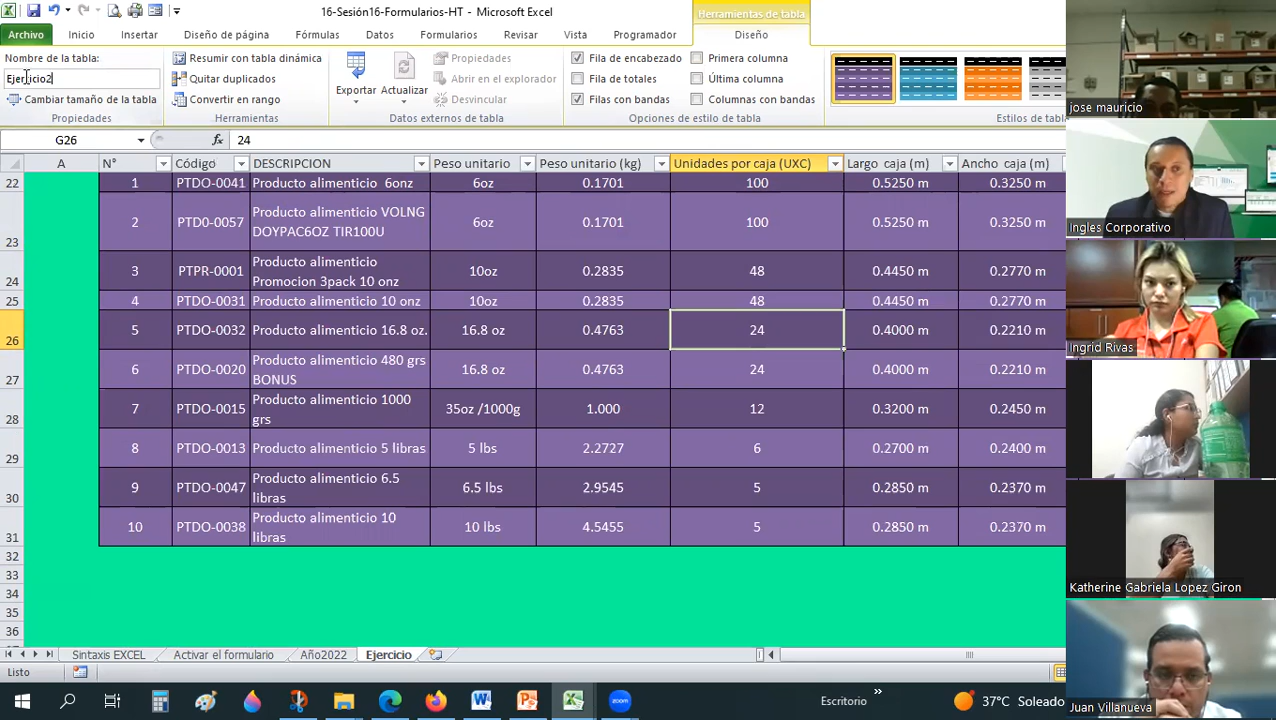 16-Sesión16-Formularios-HT - Microsoft Excel
Herramientas de tabla
Archivo Inicio Insertar Diseño de página Fórmulas Datos Formularios Revisar Vista Programador Diseño
Nombre de la tabla:
Ejercicio2
Cambiar tamaño de la tabla
Propiedades
Resumir con tabla dinámica
Quitar duplicados
Convertir en rango
Herramientas
Exportar
Actualizar
Propiedades
Abrir en el explorador
Desvincular
Datos externos de tabla
Fila de encabezado
Fila de totales
Filas con bandas
Primera columna
Última columna
Columnas con bandas
Opciones de estilo de tabla
Estilos de tabla
G26 fx 24
A N° Código DESCRIPCION Peso unitario Peso unitario (kg) Unidades por caja (UXC) Largo caja (m) Ancho caja (m)
22 1 PTDO-0041 Producto alimenticio 6onz 6oz 0.1701 100 0.5250 m 0.3250 m
23 2 PTD0-0057 Producto alimenticio VOLNG DOYPAC6OZ TIR100U 6oz 0.1701 100 0.5250 m 0.3250 m
24 3 PTPR-0001 Producto alimenticio Promocion 3pack 10 onz 10oz 0.2835 48 0.4450 m 0.2770 m
25 4 PTDO-0031 Producto alimenticio 10 onz 10oz 0.2835 48 0.4450 m 0.2770 m
26 5 PTDO-0032 Producto alimenticio 16.8 oz. 16.8 oz 0.4763 24 0.4000 m 0.2210 m
27 6 PTDO-0020 Producto alimenticio 480 grs BONUS 16.8 oz 0.4763 24 0.4000 m 0.2210 m
28 7 PTDO-0015 Producto alimenticio 1000 grs 35oz /1000g 1.000 12 0.3200 m 0.2450 m
29 8 PTDO-0013 Producto alimenticio 5 libras 5 lbs 2.2727 6 0.2700 m 0.2400 m
30 9 PTDO-0047 Producto alimenticio 6.5 libras 6.5 lbs 2.9545 5 0.2850 m 0.2370 m
31 10 PTDO-0038 Producto alimenticio 10 libras 10 lbs 4.5455 5 0.2850 m 0.2370 m
32
33
34
35
36
Sintaxis EXCEL Activar el formulario Año2022 Ejercicio
Listo
zoom
Escritorio » 37°C Soleado
jose mauricio
Ingles Corporativo
Ingrid Rivas
Katherine Gabriela Lopez Giron
Juan Villanueva